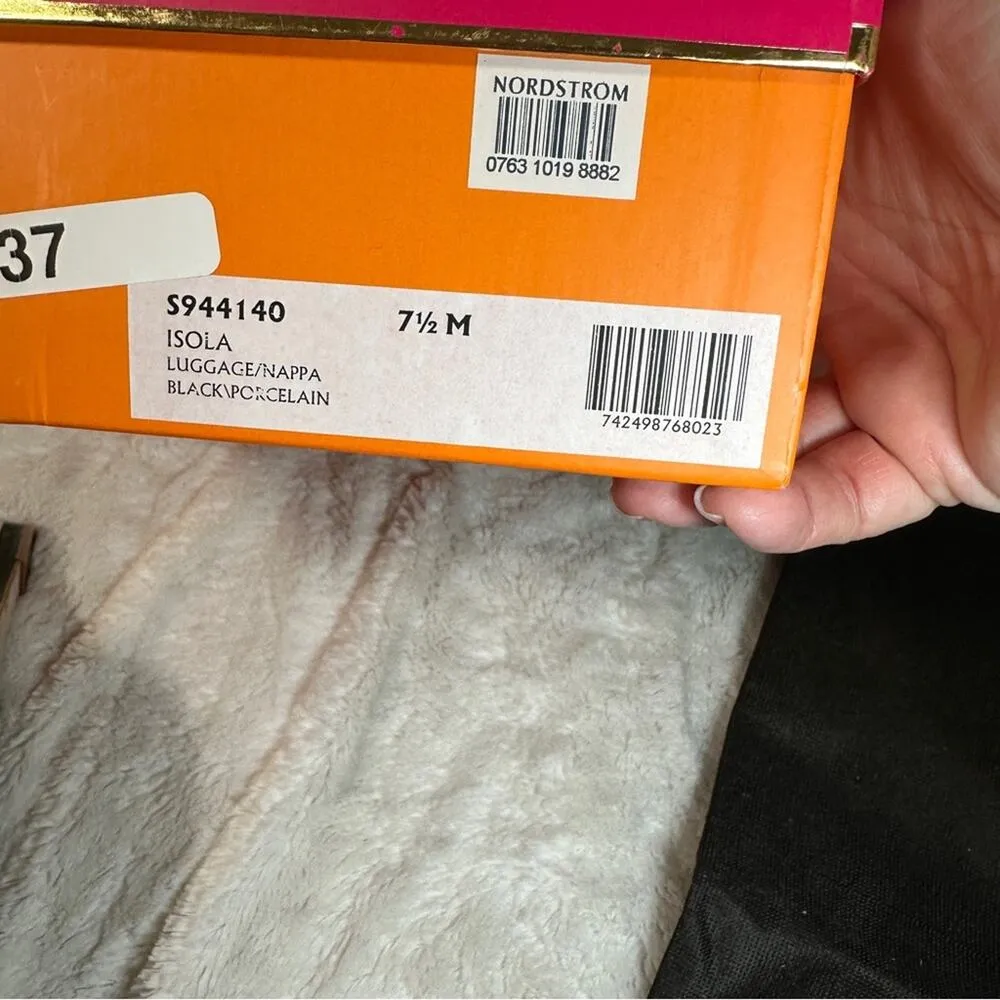 NORDSTROM
0763 1019 8882
37
S944140
7½ M
ISOLA
LUGGAGE/NAPPA
BLACK\PORCELAIN
742498768023